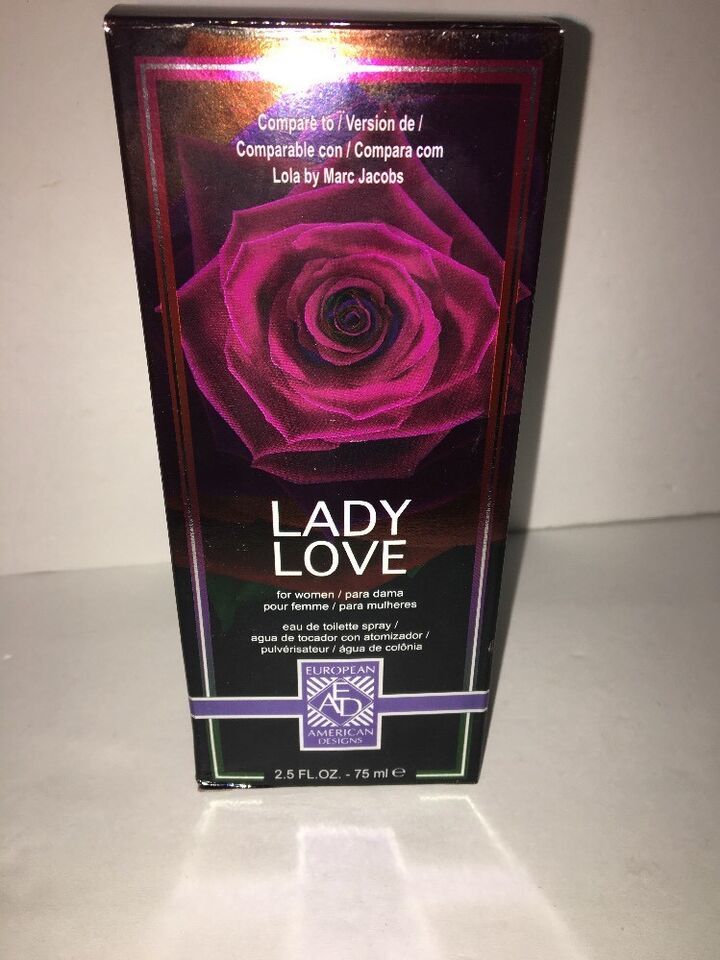 Compare to / Version de /
Comparable con / Compara com
Lola by Marc Jacobs
LADY
LOVE
for women / para dama
pour femme / para mulheres
eau de toilette spray /
agua de tocador con atomizador /
pulvérisateur / água de colônia
EUROPEAN
EAD
AMERICAN
DESIGNS
2.5 FL.OZ. - 75 ml ℮